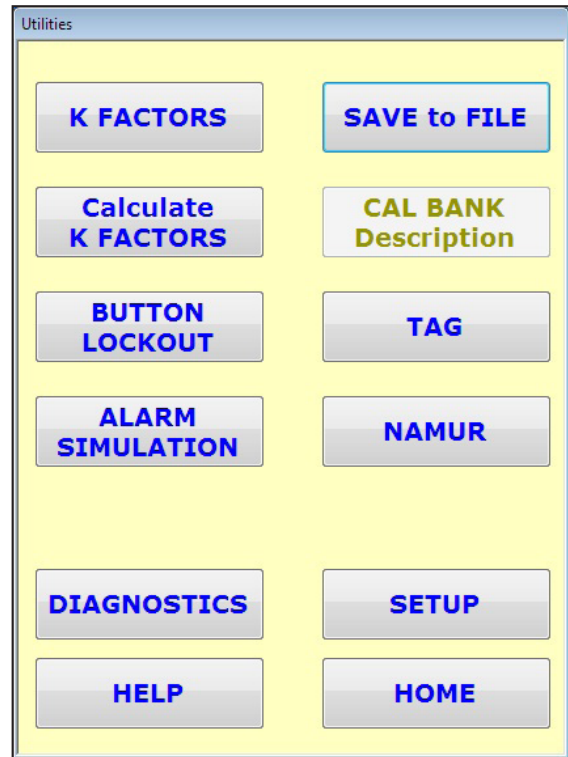 Utilities
K FACTORS
SAVE to FILE
Calculate
K FACTORS
CAL BANK
Description
BUTTON
LOCKOUT
TAG
ALARM
SIMULATION
NAMUR
DIAGNOSTICS
SETUP
HELP
HOME